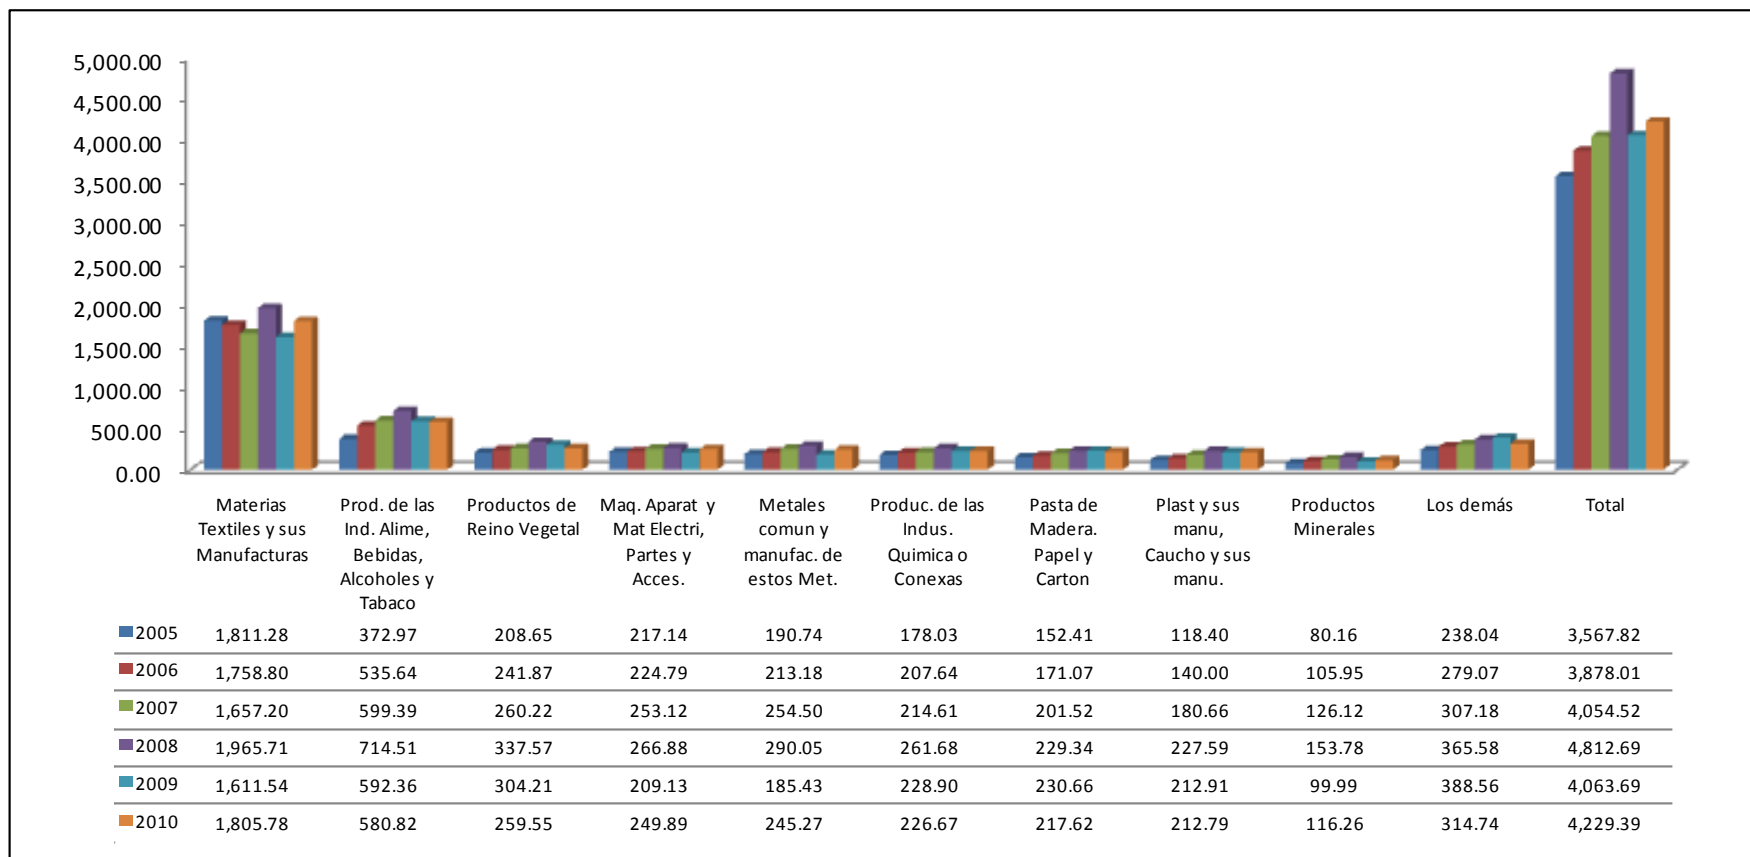 5,000.00
4,500.00
4,000.00
3,500.00
3,000.00
2,500.00
2,000.00
1,500.00
1,000.00
500.00
0.00
Materias
Textiles y sus
Manufacturas
Prod. de las
Ind. Alime,
Bebidas,
Alcoholes y
Tabaco
Productos de
Reino Vegetal
Maq. Aparat y
Mat Electri,
Partes y
Acces.
Metales
comun y
manufac. de
estos Met.
Produc. de las
Indus.
Quimica o
Conexas
Pasta de
Madera.
Papel y
Carton
Plast y sus
manu,
Caucho y sus
manu.
Productos
Minerales
Los demás
Total
2005 1,811.28 372.97 208.65 217.14 190.74 178.03 152.41 118.40 80.16 238.04 3,567.82
2006 1,758.80 535.64 241.87 224.79 213.18 207.64 171.07 140.00 105.95 279.07 3,878.01
2007 1,657.20 599.39 260.22 253.12 254.50 214.61 201.52 180.66 126.12 307.18 4,054.52
2008 1,965.71 714.51 337.57 266.88 290.05 261.68 229.34 227.59 153.78 365.58 4,812.69
2009 1,611.54 592.36 304.21 209.13 185.43 228.90 230.66 212.91 99.99 388.56 4,063.69
2010 1,805.78 580.82 259.55 249.89 245.27 226.67 217.62 212.79 116.26 314.74 4,229.39